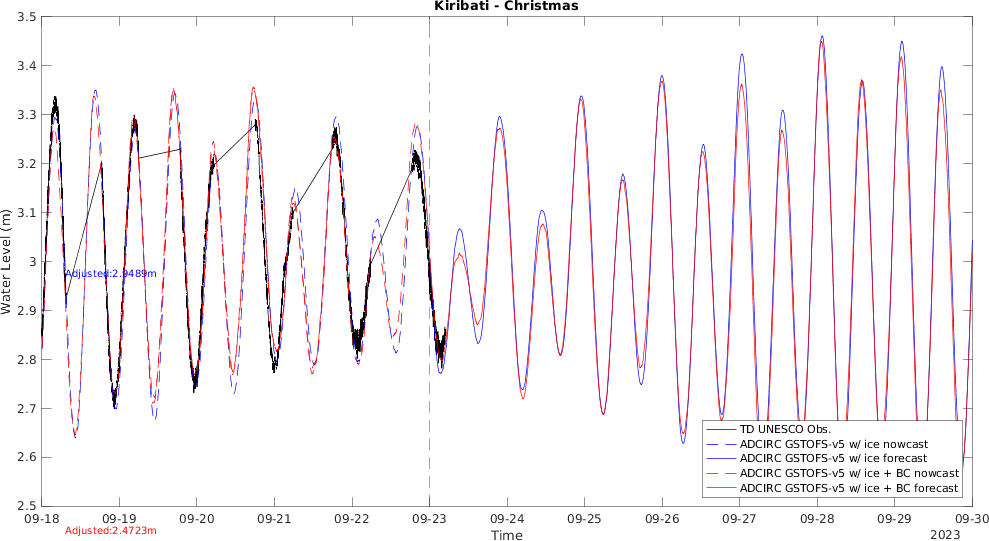 Kiribati - Christmas
3.5
3.4
3.3
3.2
3.1
3
2.9
2.8
2.7
2.6
2.5
Water Level (m)
Adjusted:2.9489m
TD UNESCO Obs.
ADCIRC GSTOFS-v5 w/ ice nowcast
ADCIRC GSTOFS-v5 w/ ice forecast
ADCIRC GSTOFS-v5 w/ ice + BC nowcast
ADCIRC GSTOFS-v5 w/ ice + BC forecast
09-18 09-19 09-20 09-21 09-22 09-23 09-24 09-25 09-26 09-27 09-28 09-29 09-30
Adjusted:2.4723m
Time
2023